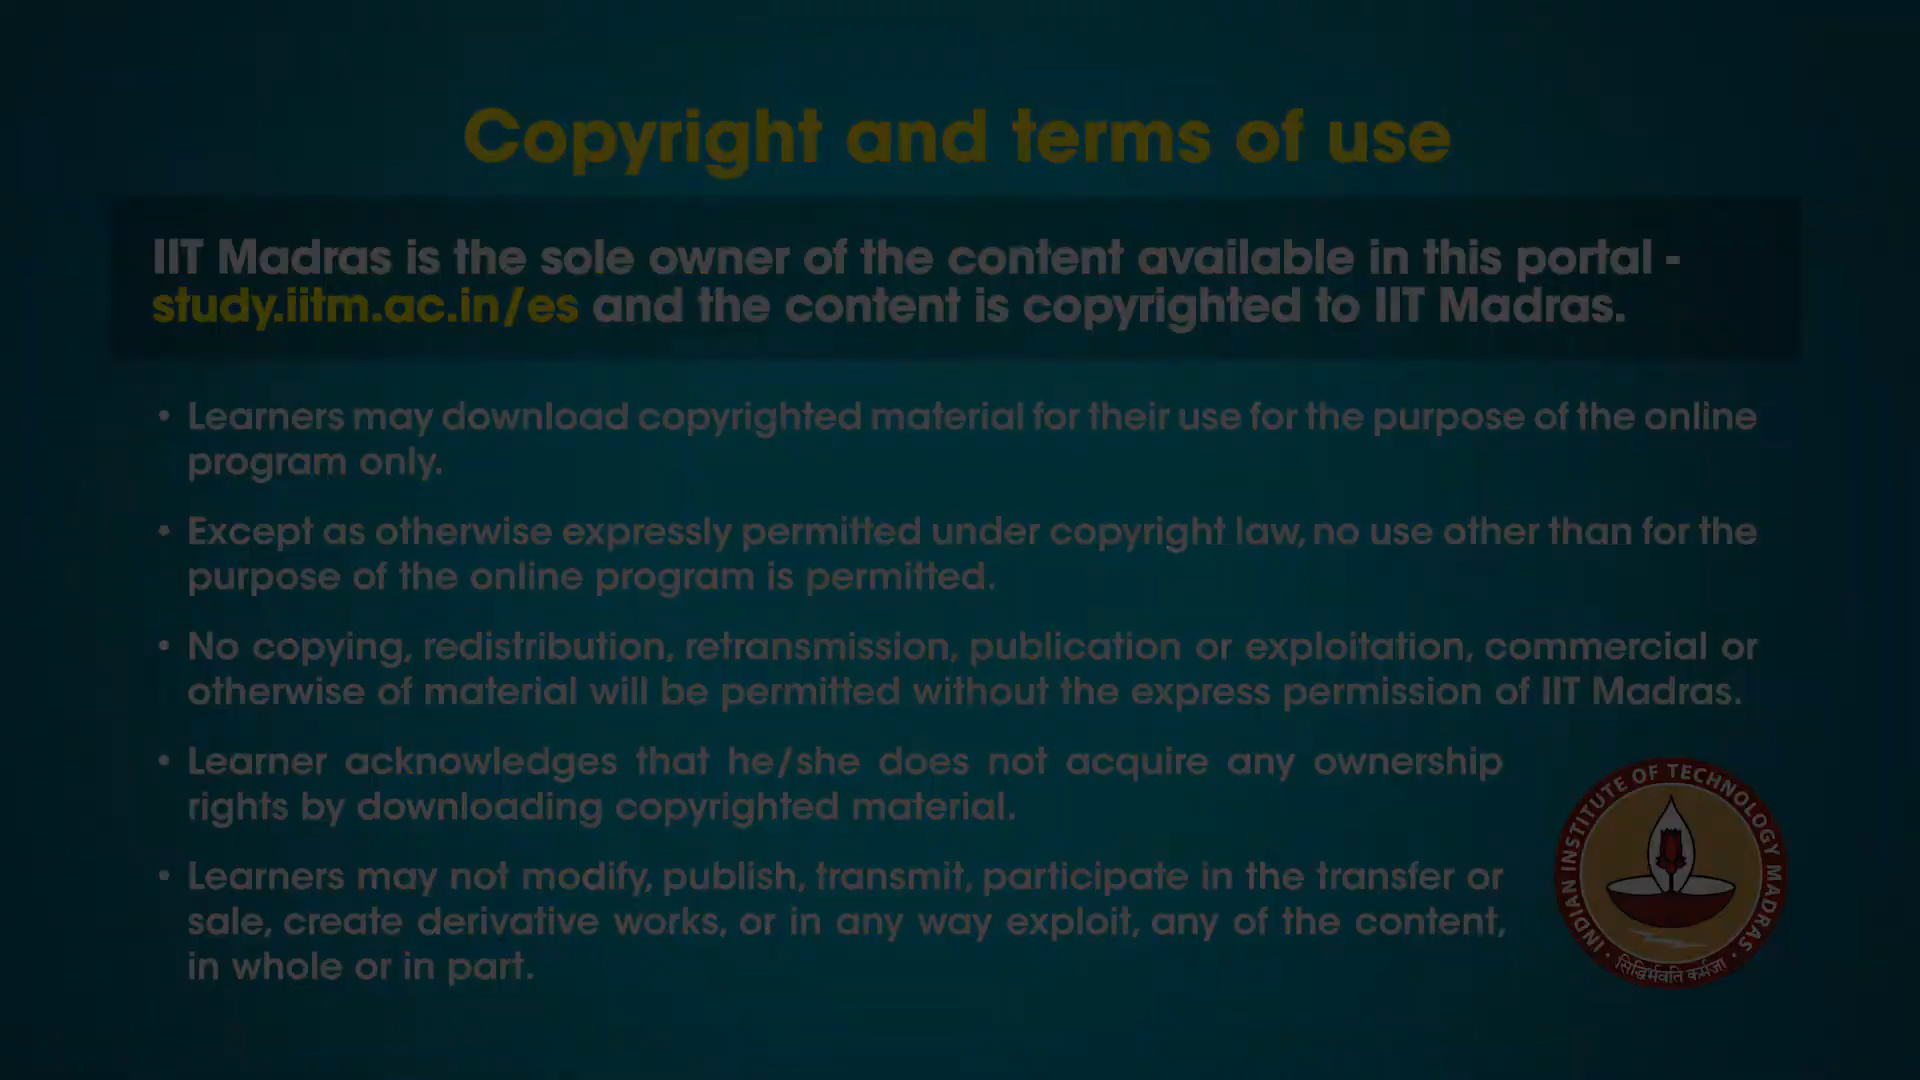 Copyright and terms of use
IIT Madras is the sole owner of the content available in this portal -
study.iitm.ac.in/es and the content is copyrighted to IIT Madras.
• Learners may download copyrighted material for their use for the purpose of the online
program only.
• Except as otherwise expressly permitted under copyright law, no use other than for the
purpose of the online program is permitted.
• No copying, redistribution, retransmission, publication or exploitation, commercial or
otherwise of material will be permitted without the express permission of IIT Madras.
• Learner acknowledges that he/she does not acquire any ownership
rights by downloading copyrighted material.
• Learners may not modify, publish, transmit, participate in the transfer or
sale, create derivative works, or in any way exploit, any of the content,
in whole or in part.
INDIAN INSTITUTE OF TECHNOLOGY MADRAS
सिद्धिर्भवति कर्मजा